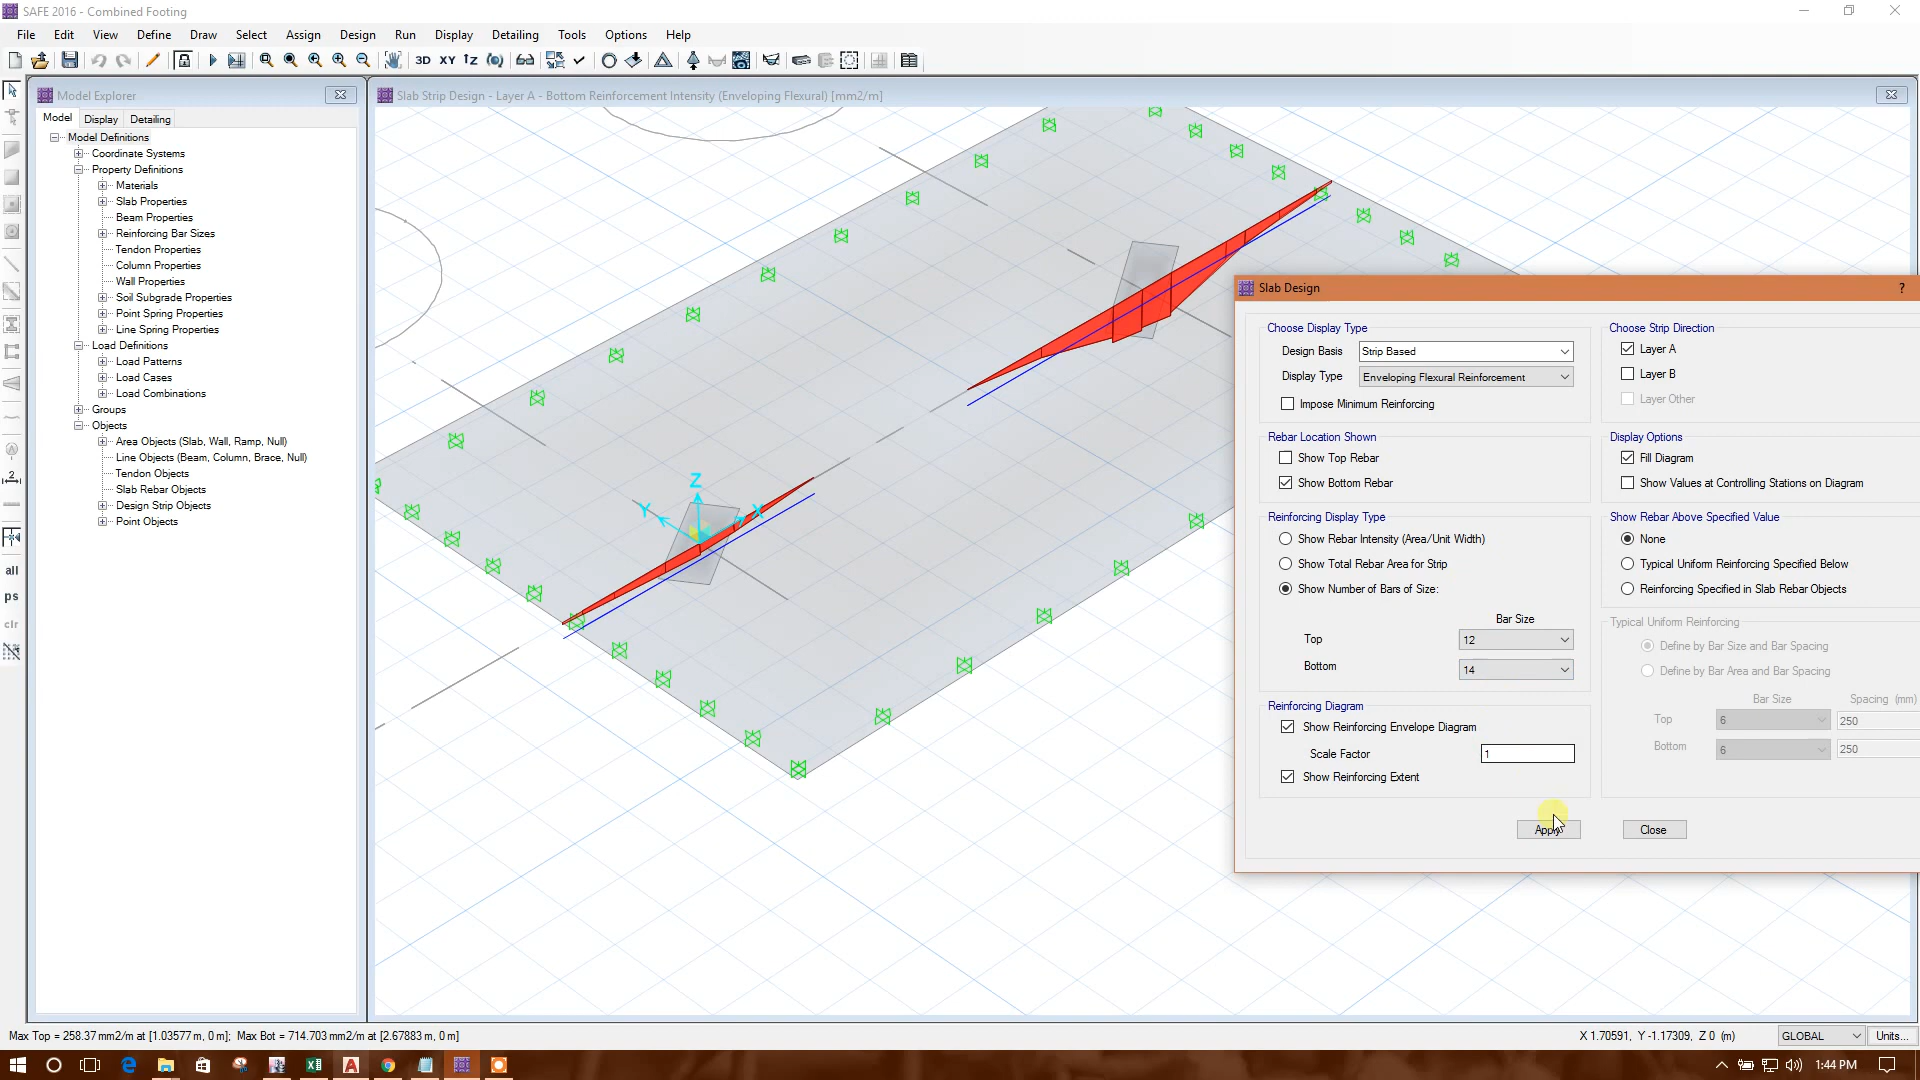 SAFE 2016 - Combined Footing
File Edit View Define Draw Select Assign Design Run Display Detailing Tools Options Help
3D XY
Model Explorer
Model Display Detailing
Model Definitions
Coordinate Systems
Property Definitions
Materials
Slab Properties
Beam Properties
Reinforcing Bar Sizes
Tendon Properties
Column Properties
Wall Properties
Soil Subgrade Properties
Point Spring Properties
Line Spring Properties
Load Definitions
Load Patterns
Load Cases
Load Combinations
Groups
Objects
Area Objects (Slab, Wall, Ramp, Null)
Line Objects (Beam, Column, Brace, Null)
Tendon Objects
Slab Rebar Objects
Design Strip Objects
Point Objects
all
ps
clr
Slab Strip Design - Layer A - Bottom Reinforcement Intensity (Enveloping Flexural) [mm2/m]
Z
Y
X
Slab Design
?
Choose Display Type
Design Basis Strip Based
Display Type Enveloping Flexural Reinforcement
Impose Minimum Reinforcing
Rebar Location Shown
Show Top Rebar
Show Bottom Rebar
Reinforcing Display Type
Show Rebar Intensity (Area/Unit Width)
Show Total Rebar Area for Strip
Show Number of Bars of Size:
Bar Size
Top 12
Bottom 14
Reinforcing Diagram
Show Reinforcing Envelope Diagram
Scale Factor 1
Show Reinforcing Extent
Choose Strip Direction
Layer A
Layer B
Layer Other
Display Options
Fill Diagram
Show Values at Controlling Stations on Diagram
Show Rebar Above Specified Value
None
Typical Uniform Reinforcing Specified Below
Reinforcing Specified in Slab Rebar Objects
Typical Uniform Reinforcing
Define by Bar Size and Bar Spacing
Define by Bar Area and Bar Spacing
Bar Size Spacing (mm)
Top 6 250
Bottom 6 250
Apply Close
Max Top = 258.37 mm2/m at [1.03577 m, 0 m]; Max Bot = 714.703 mm2/m at [2.67883 m, 0 m]
X 1.70591, Y -1.17309, Z 0 (m)
GLOBAL
Units...
1:44 PM